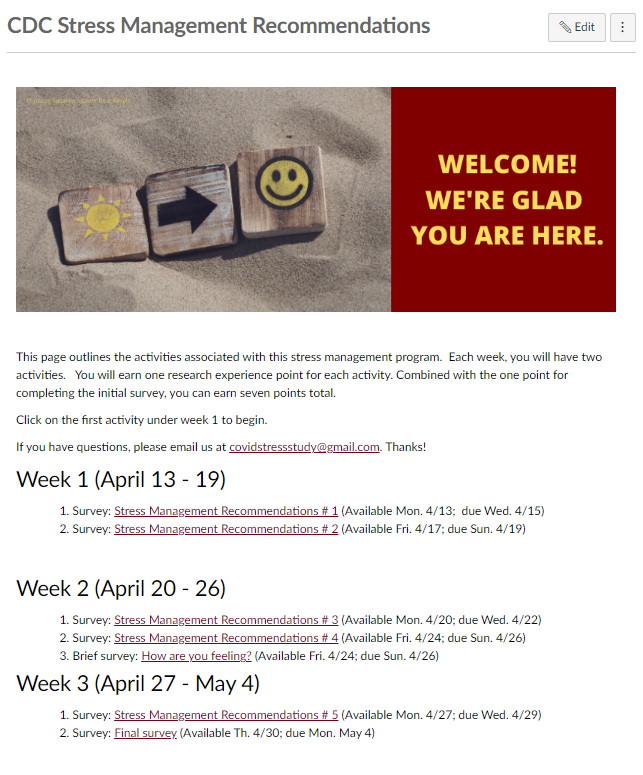 CDC Stress Management Recommendations
Edit
WELCOME!
WE'RE GLAD
YOU ARE HERE.
This page outlines the activities associated with this stress management program.  Each week, you will have two
activities.   You will earn one research experience point for each activity. Combined with the one point for
completing the initial survey, you can earn seven points total.
Click on the first activity under week 1 to begin.
If you have questions, please email us at covidstressstudy@gmail.com. Thanks!
Week 1 (April 13 - 19)
1. Survey: Stress Management Recommendations # 1 (Available Mon. 4/13;  due Wed. 4/15)
2. Survey: Stress Management Recommendations # 2 (Available Fri. 4/17; due Sun. 4/19)
Week 2 (April 20 - 26)
1. Survey: Stress Management Recommendations # 3 (Available Mon. 4/20; due Wed. 4/22)
2. Survey: Stress Management Recommendations # 4 (Available Fri. 4/24; due Sun. 4/26)
3. Brief survey: How are you feeling? (Available Fri. 4/24; due Sun. 4/26)
Week 3 (April 27 - May 4)
1. Survey: Stress Management Recommendations # 5 (Available Mon. 4/27; due Wed. 4/29)
2. Survey: Final survey (Available Th. 4/30; due Mon. May 4)